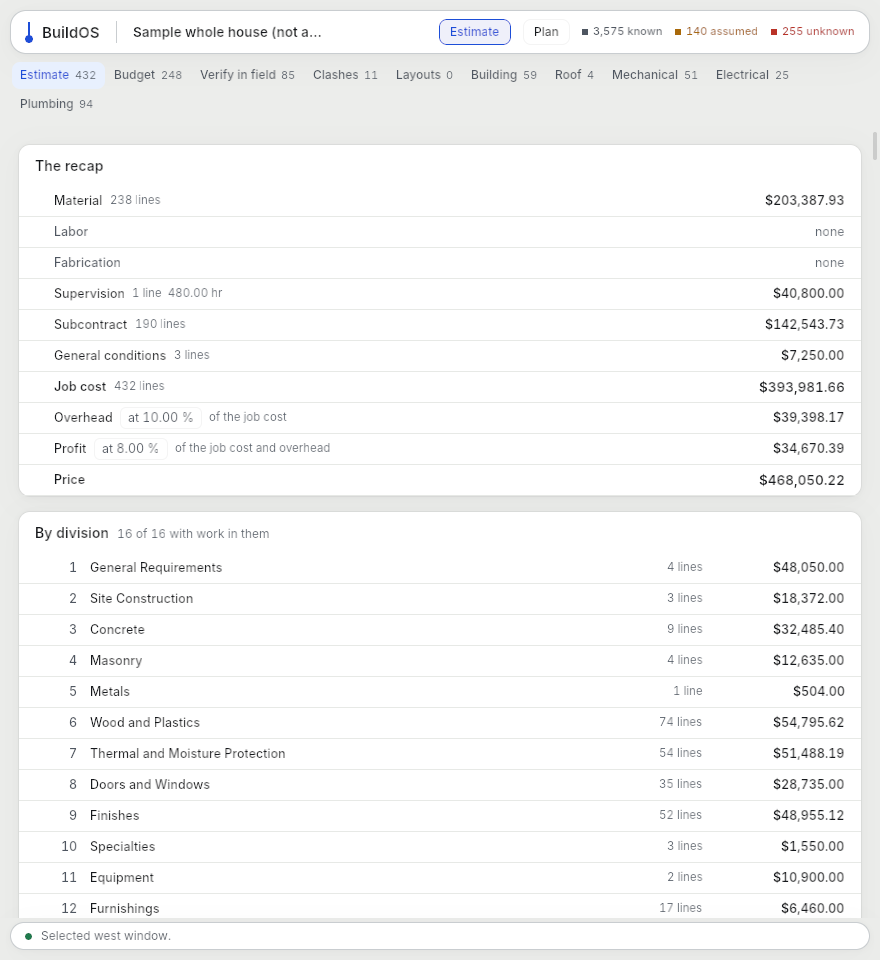 BuildOS Sample whole house (not a... Estimate Plan 3,575 known 140 assumed 255 unknown
Estimate 432 Budget 248 Verify in field 85 Clashes 11 Layouts 0 Building 59 Roof 4 Mechanical 51 Electrical 25
Plumbing 94
The recap
Material 238 lines $203,387.93
Labor none
Fabrication none
Supervision 1 line 480.00 hr $40,800.00
Subcontract 190 lines $142,543.73
General conditions 3 lines $7,250.00
Job cost 432 lines $393,981.66
Overhead at 10.00 % of the job cost $39,398.17
Profit at 8.00 % of the job cost and overhead $34,670.39
Price $468,050.22
By division 16 of 16 with work in them
1 General Requirements 4 lines $48,050.00
2 Site Construction 3 lines $18,372.00
3 Concrete 9 lines $32,485.40
4 Masonry 4 lines $12,635.00
5 Metals 1 line $504.00
6 Wood and Plastics 74 lines $54,795.62
7 Thermal and Moisture Protection 54 lines $51,488.19
8 Doors and Windows 35 lines $28,735.00
9 Finishes 52 lines $48,955.12
10 Specialties 3 lines $1,550.00
11 Equipment 2 lines $10,900.00
12 Furnishings 17 lines $6,460.00
Selected west window.